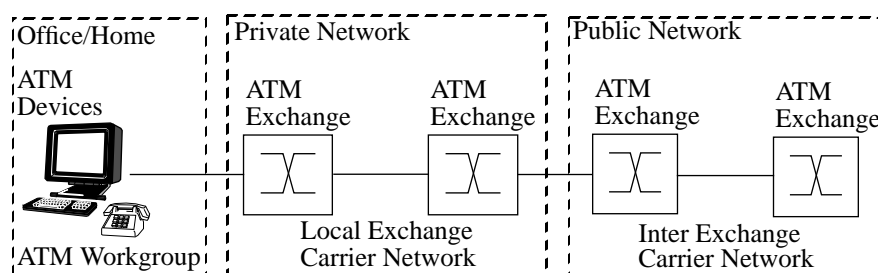 Office/Home
ATM
Devices
ATM Workgroup
Private Network
ATM
Exchange
ATM
Exchange
Local Exchange
Carrier Network
Public Network
ATM
Exchange
ATM
Exchange
Inter Exchange
Carrier Network